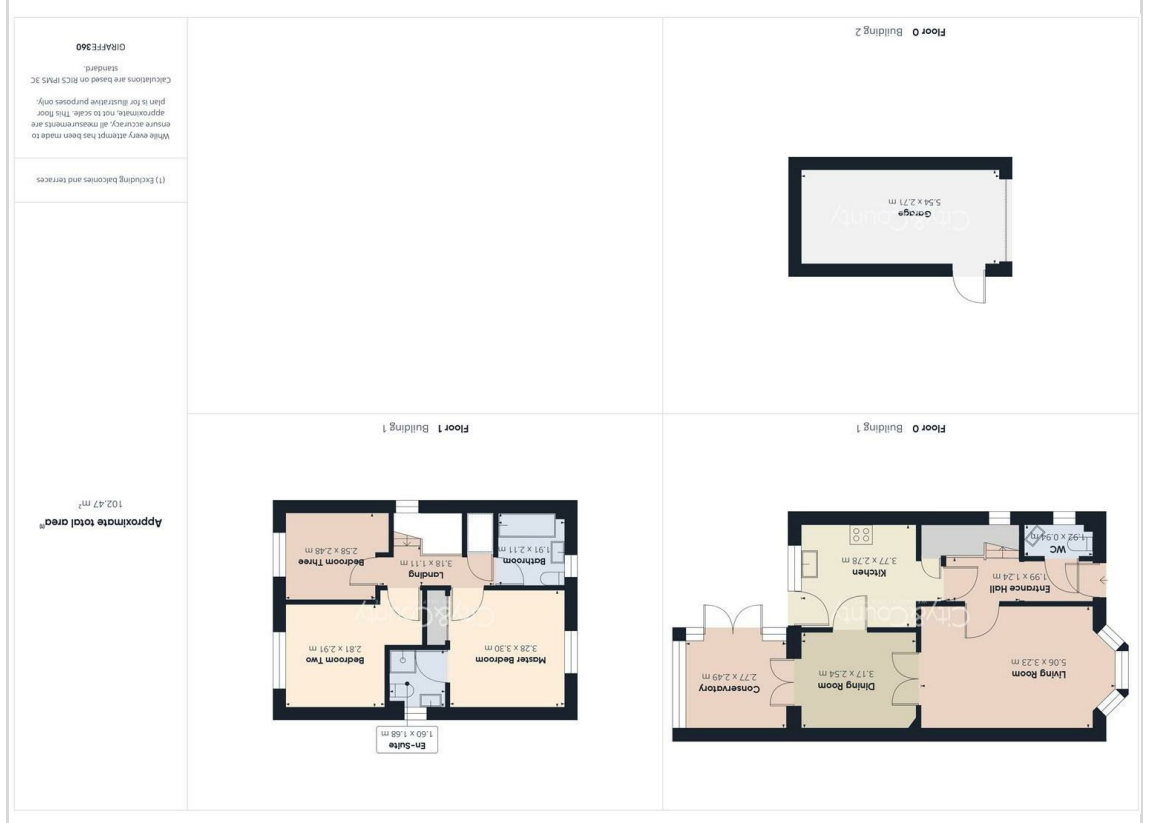 Living Room
5.06 x 3.23 m
Dining Room
3.17 x 2.54 m
Conservatory
2.77 x 2.49 m
City&County
Entrance Hall
1.99 x 1.24 m
WC
1.92 x 0.94 m
Kitchen
3.77 x 2.78 m
Floor 0 Building 1
En-Suite
1.60 x 1.68 m
Master Bedroom
3.28 x 3.30 m
Bedroom Two
2.81 x 2.91 m
City&County
Landing
3.18 x 1.11 m
Bathroom
1.91 x 2.11 m
Bedroom Three
2.58 x 2.48 m
Floor 1 Building 1
Approximate total area(1)
102.47 m²
Garage
5.54 x 2.71 m
City&County
Floor 0 Building 2
(1) Excluding balconies and terraces
While every attempt has been made to
ensure accuracy, all measurements are
approximate, not to scale. This floor
plan is for illustrative purposes only.
Calculations are based on RICS IPMS 3C
standard.
GIRAFFE360